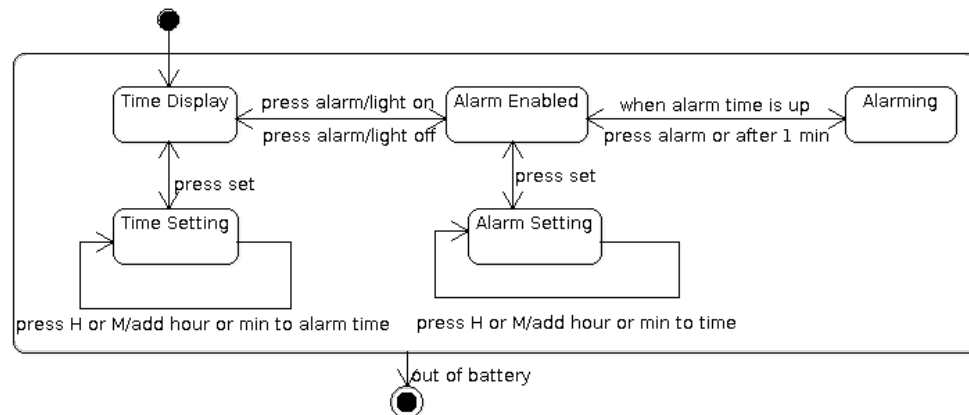 Time Display
press alarm/light on
press alarm/light off
Alarm Enabled
when alarm time is up
press alarm or after 1 min
Alarming
press set
press set
Time Setting
Alarm Setting
press H or M/add hour or min to alarm time
press H or M/add hour or min to time
out of battery